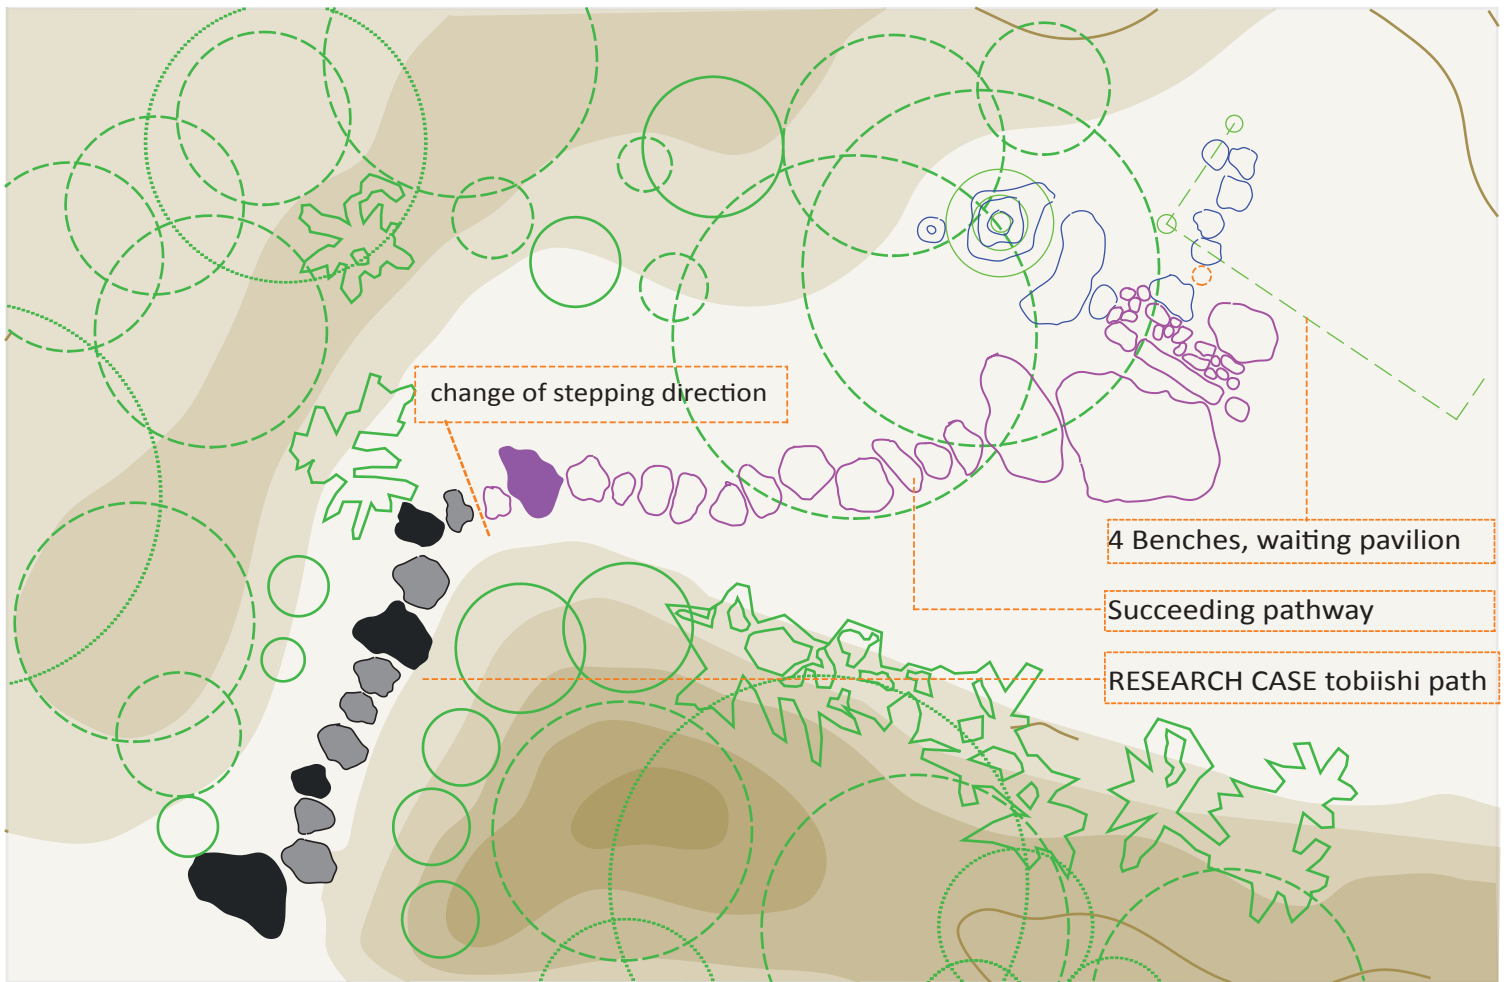 change of stepping direction
4 Benches, waiting pavilion
Succeeding pathway
RESEARCH CASE tobiishi path